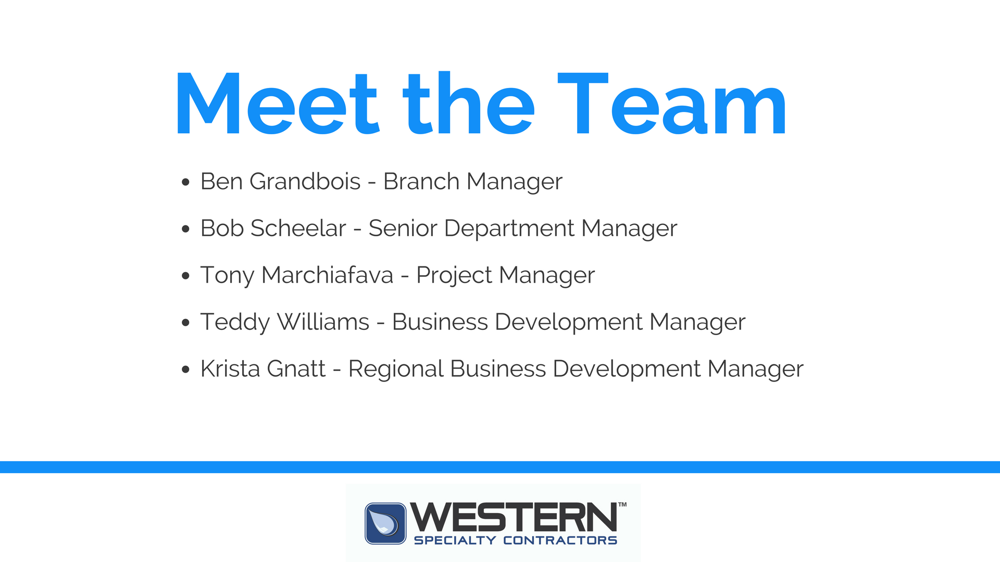 Meet the Team
• Ben Grandbois - Branch Manager
• Bob Scheelar - Senior Department Manager
• Tony Marchiafava - Project Manager
• Teddy Williams - Business Development Manager
• Krista Gnatt - Regional Business Development Manager
WESTERN™
SPECIALTY CONTRACTORS